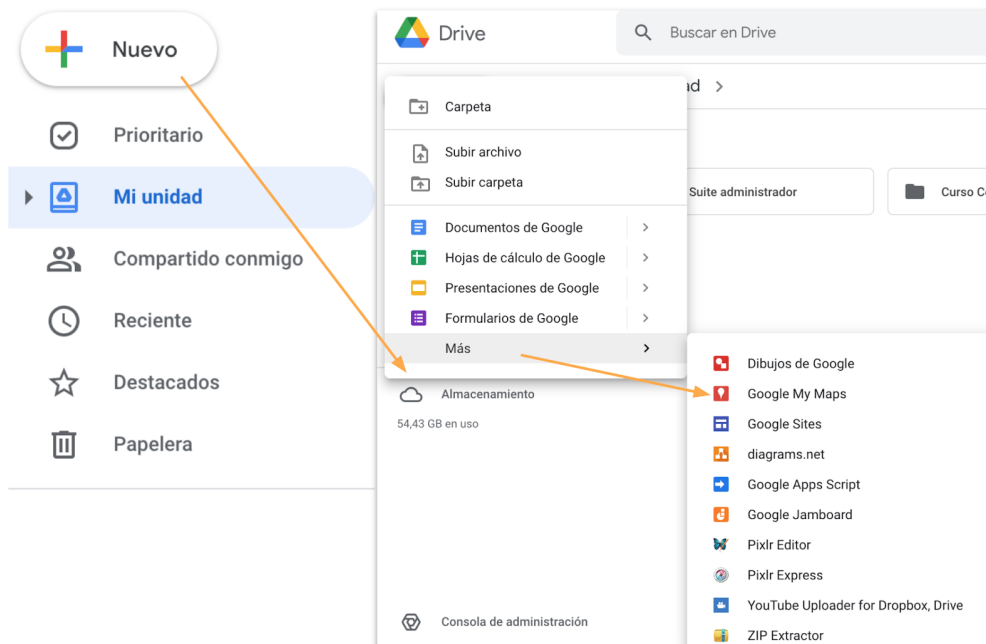 Nuevo
Prioritario
Mi unidad
Compartido conmigo
Reciente
Destacados
Papelera
Drive
Buscar en Drive
Carpeta
Subir archivo
Subir carpeta
Documentos de Google
Hojas de cálculo de Google
Presentaciones de Google
Formularios de Google
Más
Suite administrador
Curso
Almacenamiento
54,43 GB en uso
Consola de administración
Dibujos de Google
Google My Maps
Google Sites
diagrams.net
Google Apps Script
Google Jamboard
Pixlr Editor
Pixlr Express
YouTube Uploader for Dropbox, Drive
ZIP Extractor